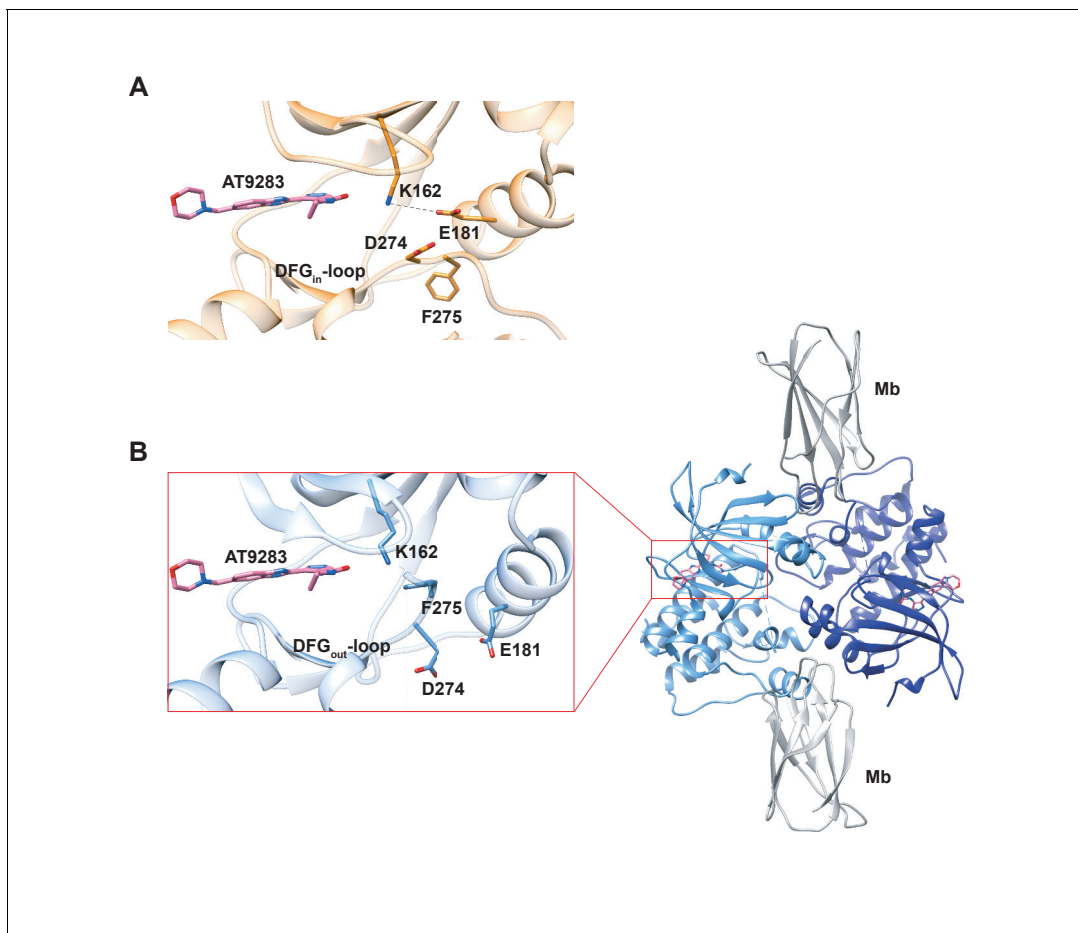 A
AT9283
K162
E181
D274
DFGin-loop
F275
Mb
B
AT9283
K162
F275
DFGout-loop
E181
D274
Mb